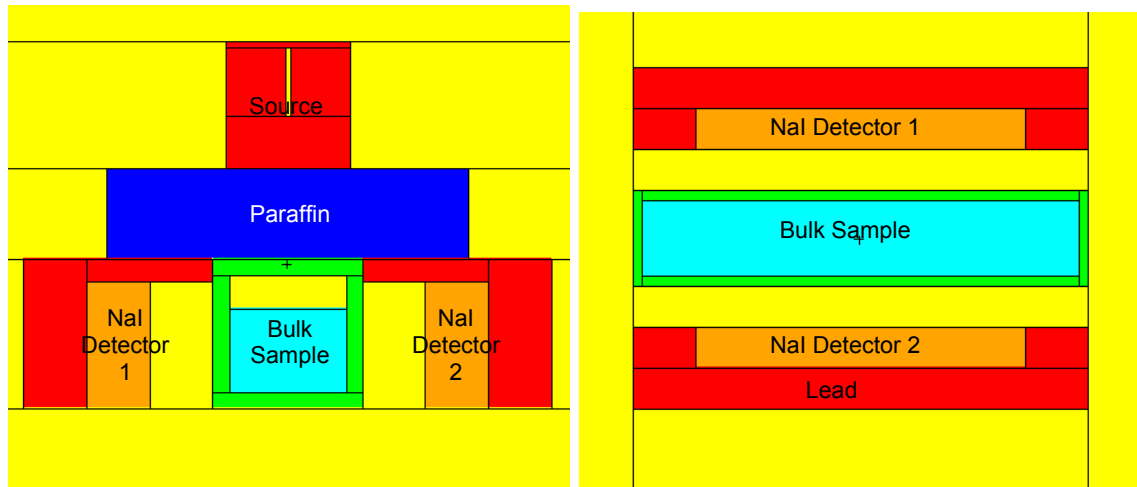 Source
Paraffin
NaI
Detector
1
Bulk
Sample
NaI
Detector
2
NaI Detector 1
Bulk Sample
NaI Detector 2
Lead